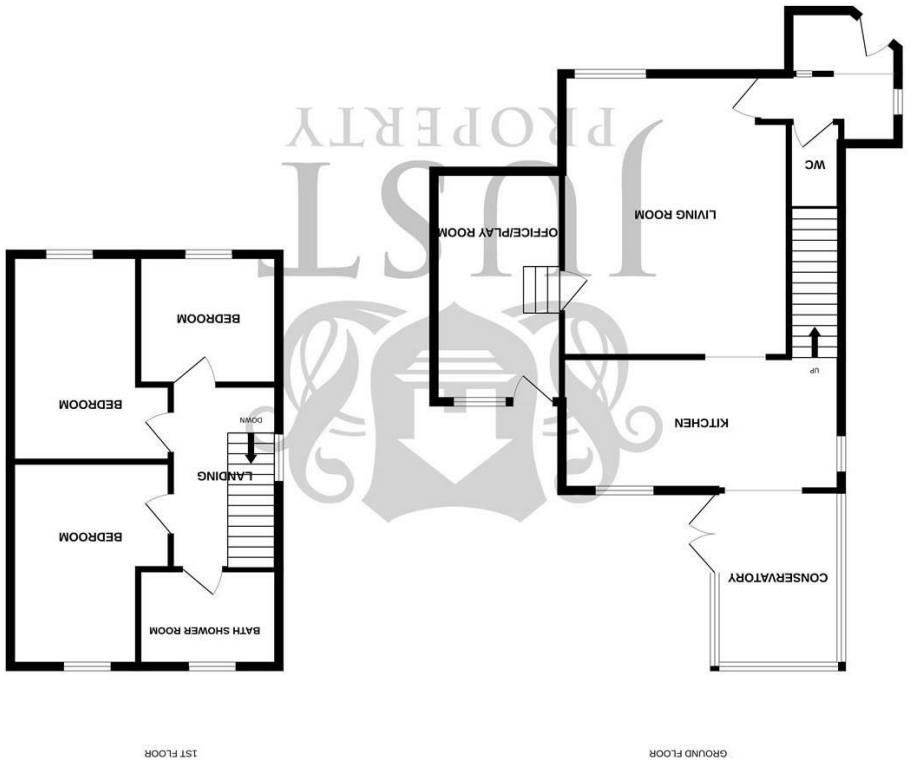 GROUND FLOOR
CONSERVATORY
KITCHEN
UP
LIVING ROOM
OFFICE/PLAY ROOM
WC
JUST
PROPERTY
1ST FLOOR
BATH SHOWER ROOM
BEDROOM
LANDING
DOWN
BEDROOM
BEDROOM